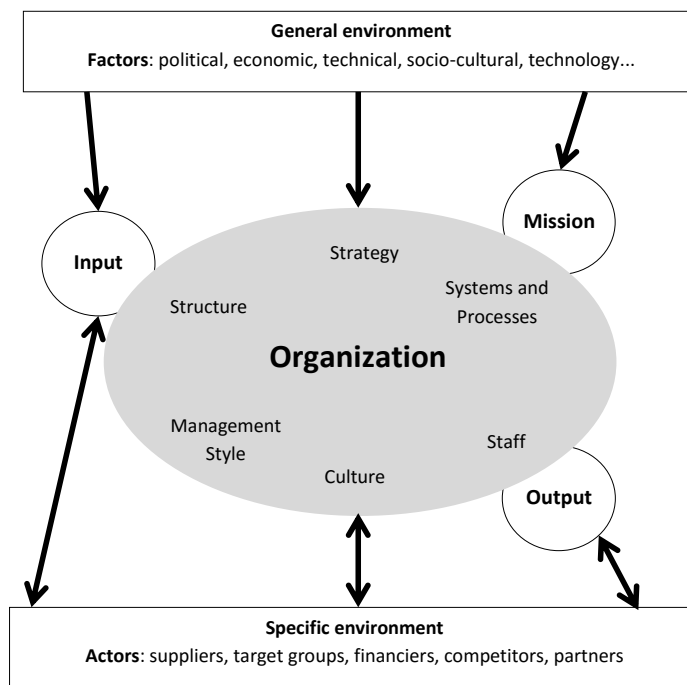 General environment
Factors: political, economic, technical, socio-cultural, technology...
Mission
Input
Strategy
Systems and
Processes
Structure
Organization
Management
Style
Staff
Culture
Output
Specific environment
Actors: suppliers, target groups, financiers, competitors, partners